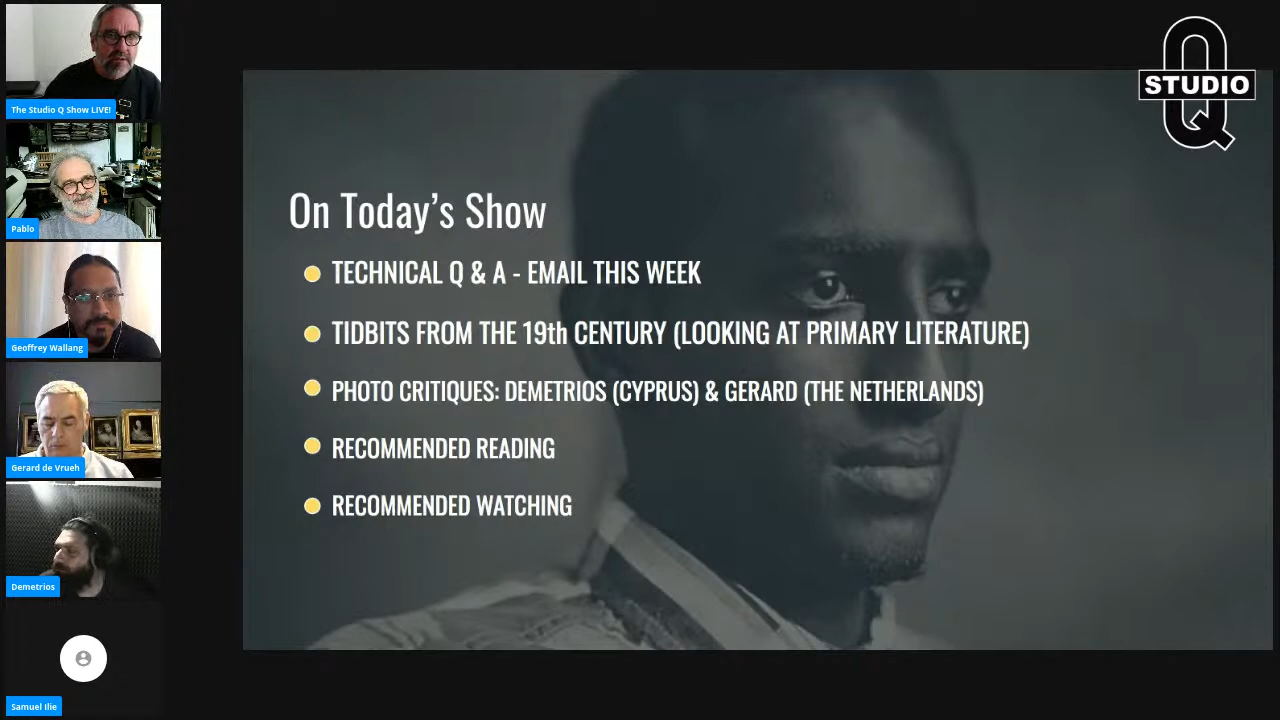 The Studio Q Show LIVE!
Pablo
Geoffrey Wallang
Gerard de Vrueh
Demetrios
Samuel Ilie
STUDIO
Q
On Today's Show
TECHNICAL Q & A - EMAIL THIS WEEK
TIDBITS FROM THE 19th CENTURY (LOOKING AT PRIMARY LITERATURE)
PHOTO CRITIQUES: DEMETRIOS (CYPRUS) & GERARD (THE NETHERLANDS)
RECOMMENDED READING
RECOMMENDED WATCHING